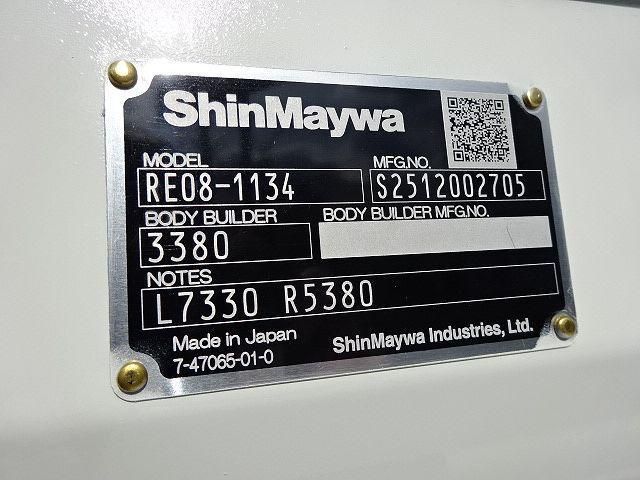 ShinMaywa
MODEL MFG.NO.
RE08-1134 S2512002705
BODY BUILDER BODY BUILDER MFG.NO.
3380
NOTES
L7330 R5380
Made in Japan ShinMaywa Industries, Ltd.
7-47065-01-0